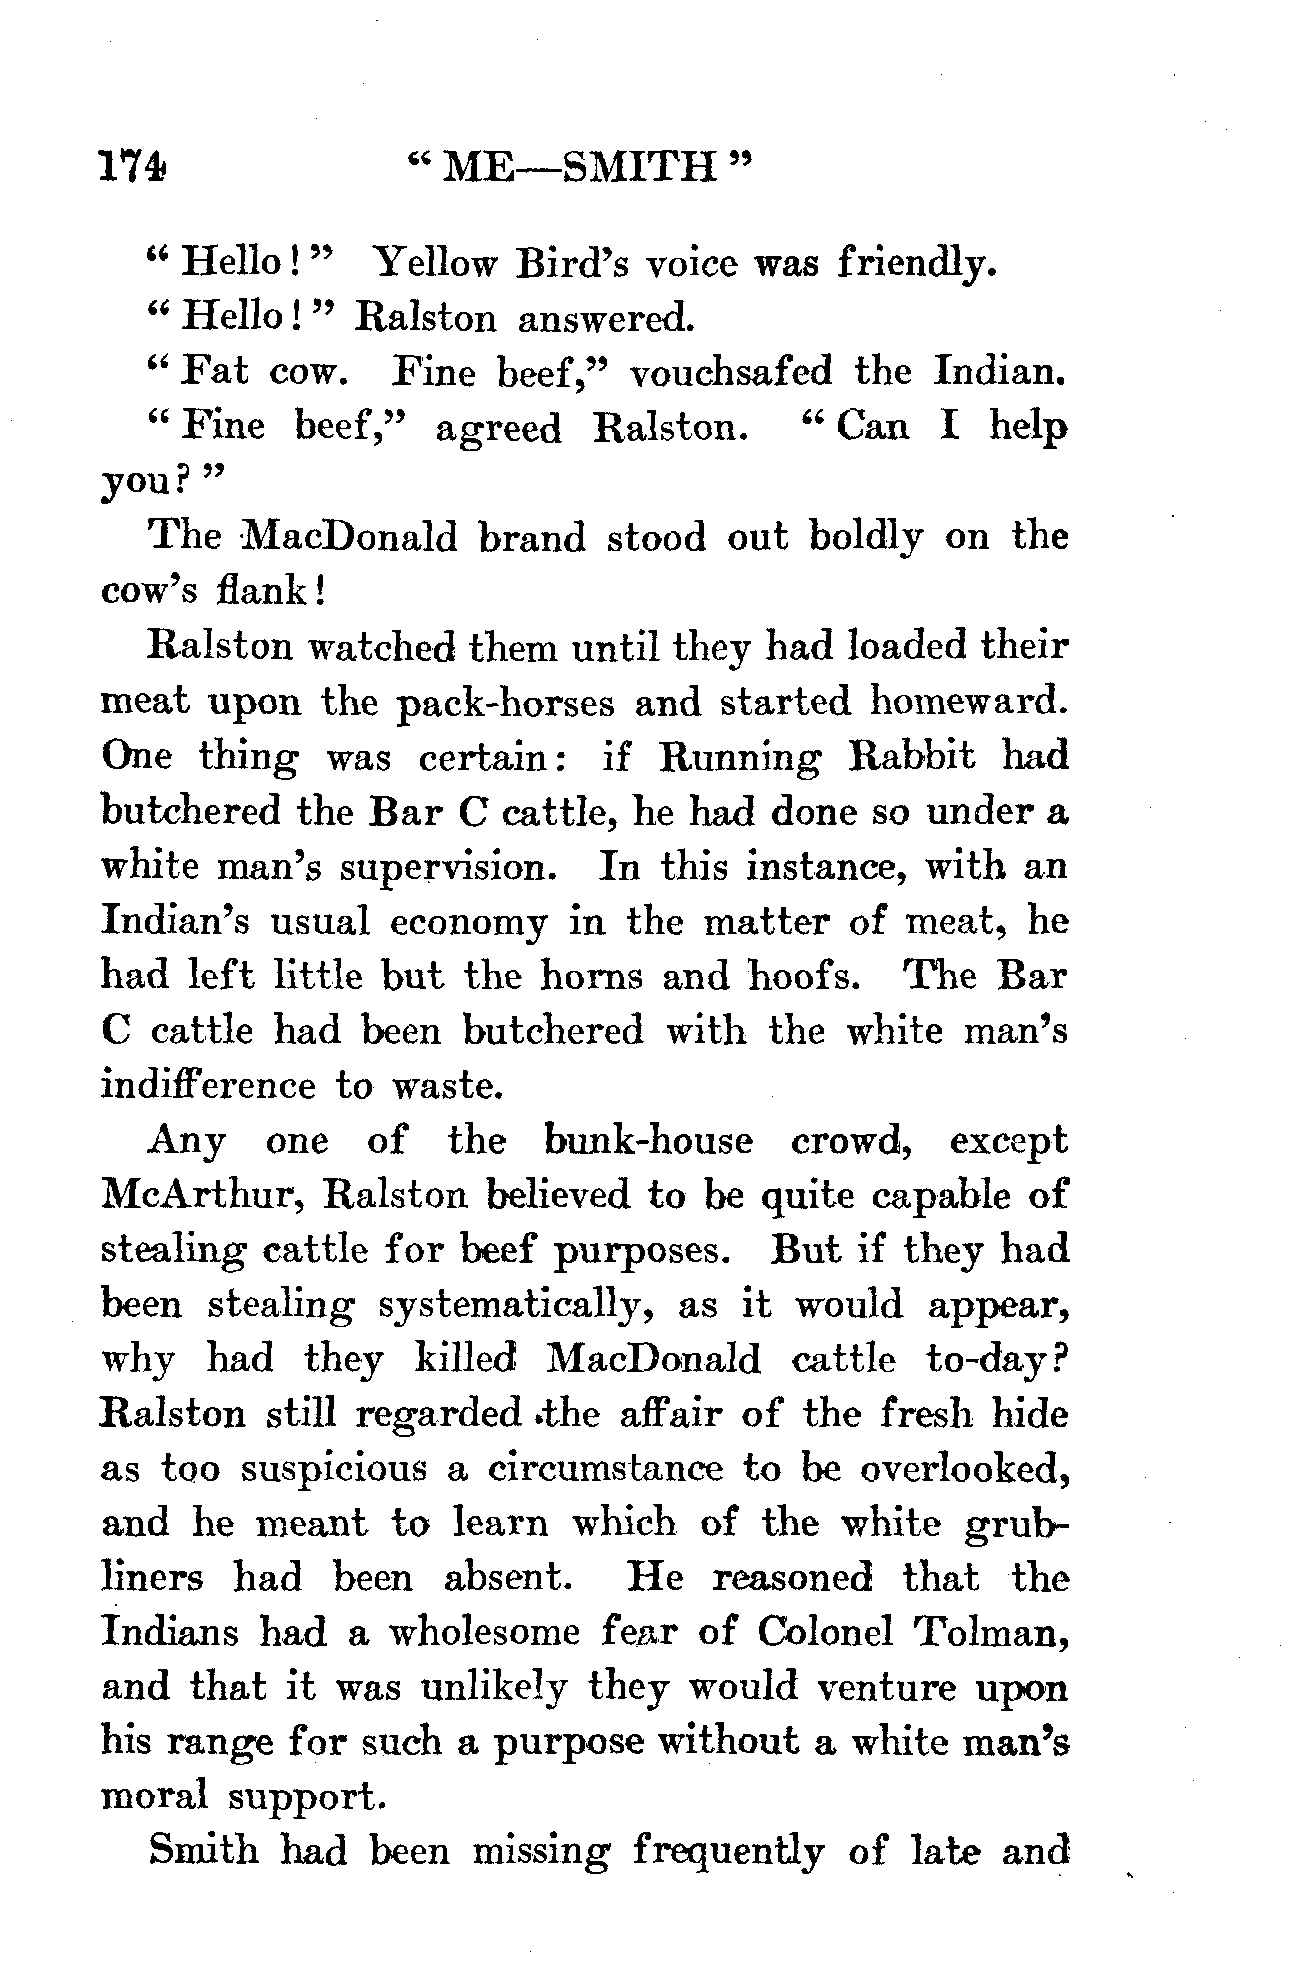 174 “ ME—SMITH ”
“ Hello! ” Yellow Bird’s voice was friendly.
“ Hello! ” Ralston answered.
“ Fat cow. Fine beef,” vouchsafed the Indian.
“ Fine beef,” agreed Ralston. “ Can I help
you? ”
The MacDonald brand stood out boldly on the
cow’s flank!
Ralston watched them until they had loaded their
meat upon the pack-horses and started homeward.
One thing was certain: if Running Rabbit had
butchered the Bar C cattle, he had done so under a
white man’s supervision. In this instance, with an
Indian’s usual economy in the matter of meat, he
had left little but the horns and hoofs. The Bar
C cattle had been butchered with the white man’s
indifference to waste.
Any one of the bunk-house crowd, except
McArthur, Ralston believed to be quite capable of
stealing cattle for beef purposes. But if they had
been stealing systematically, as it would appear,
why had they killed MacDonald cattle to-day?
Ralston still regarded the affair of the fresh hide
as too suspicious a circumstance to be overlooked,
and he meant to learn which of the white grub-
liners had been absent. He reasoned that the
Indians had a wholesome fear of Colonel Tolman,
and that it was unlikely they would venture upon
his range for such a purpose without a white man’s
moral support.
Smith had been missing frequently of late and